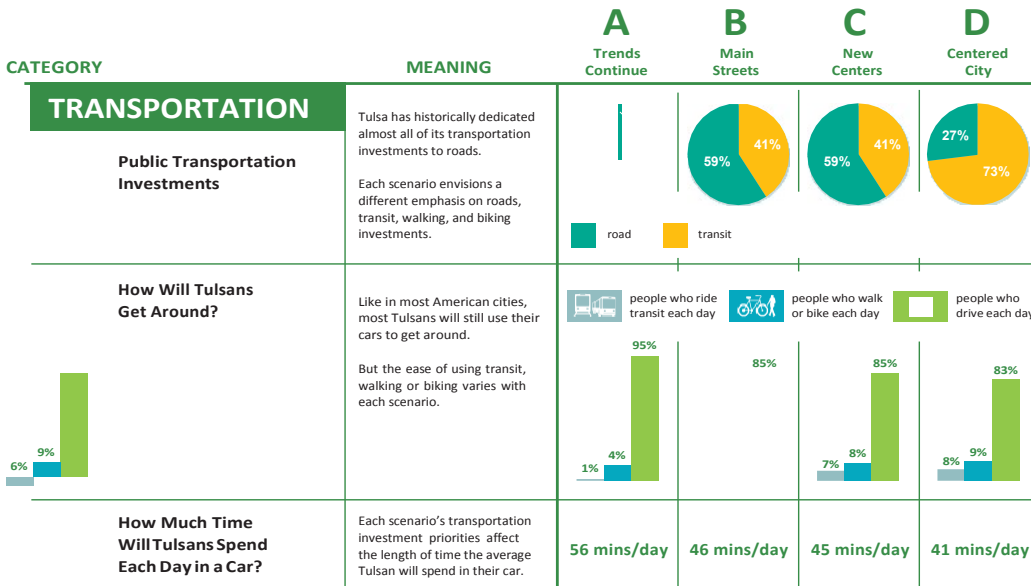 A
B
C
D
CATEGORY
MEANING
Trends
Continue
Main
Streets
New
Centers
Centered
City
TRANSPORTATION
Public Transportation
Investments
Tulsa has historically dedicated
almost all of its transportation
investments to roads.
Each scenario envisions a
different emphasis on roads,
transit, walking, and biking
investments.
59%
41%
59%
41%
27%
73%
road
transit
How Will Tulsans
Get Around?
Like in most American cities,
most Tulsans will still use their
cars to get around.
But the ease of using transit,
walking or biking varies with
each scenario.
people who ride
transit each day
people who walk
or bike each day
people who
drive each day
6%
9%
1%
4%
95%
85%
7%
8%
85%
8%
9%
83%
How Much Time
Will Tulsans Spend
Each Day in a Car?
Each scenario's transportation
investment priorities affect
the length of time the average
Tulsan will spend in their car.
56 mins/day
46 mins/day
45 mins/day
41 mins/day